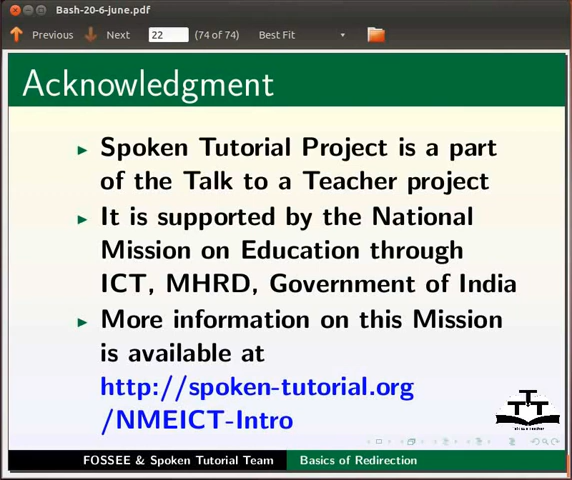 Bash-20-6-june.pdf
Previous Next 22 (74 of 74) Best Fit
Acknowledgment
Spoken Tutorial Project is a part
of the Talk to a Teacher project
It is supported by the National
Mission on Education through
ICT, MHRD, Government of India
More information on this Mission
is available at
http://spoken-tutorial.org
/NMEICT-Intro
FOSSEE & Spoken Tutorial Team Basics of Redirection